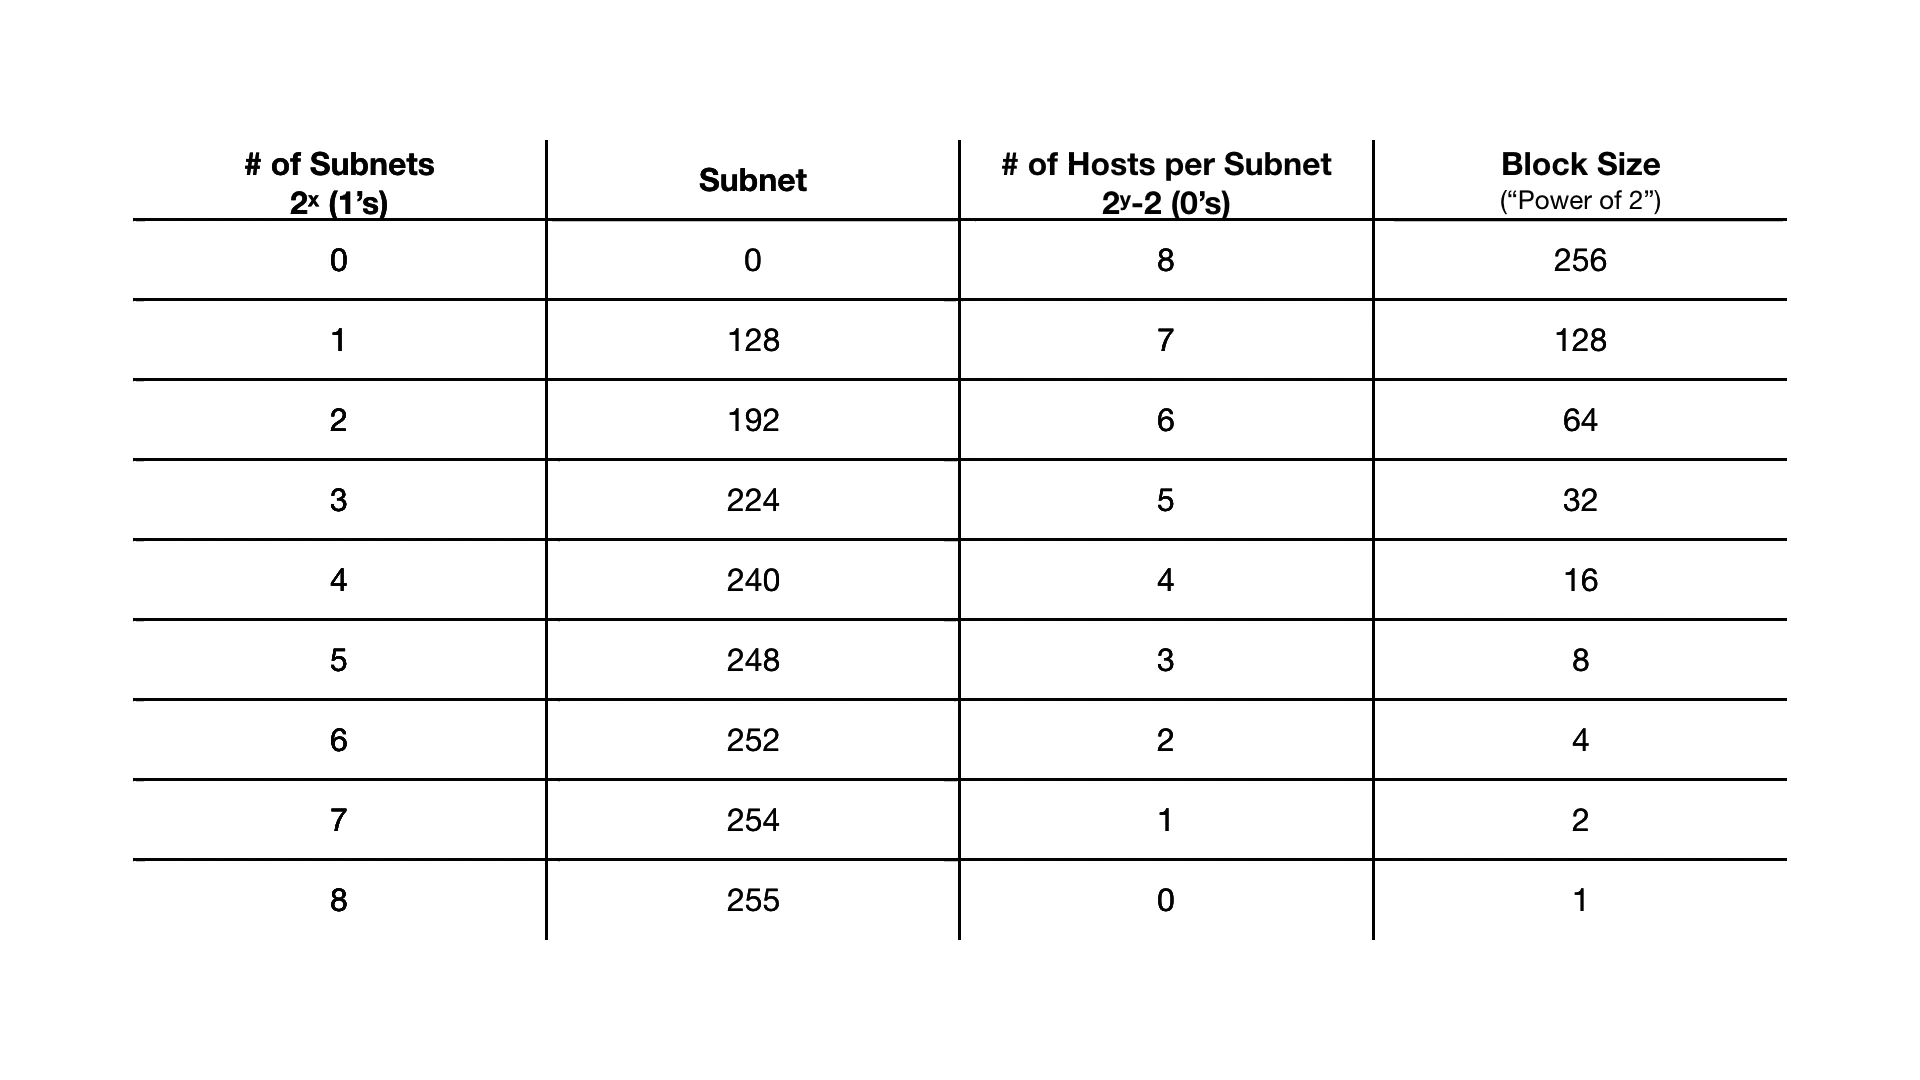 # of Subnets
2ˣ (1’s)
Subnet
# of Hosts per Subnet
2ʸ-2 (0’s)
Block Size
(“Power of 2”)
0 0 8 256
1 128 7 128
2 192 6 64
3 224 5 32
4 240 4 16
5 248 3 8
6 252 2 4
7 254 1 2
8 255 0 1